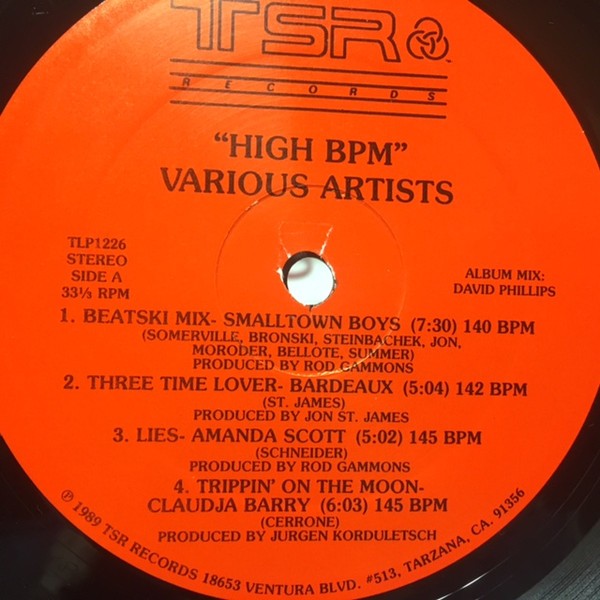 TSR
RECORDS
"HIGH BPM"
VARIOUS ARTISTS
TLP1226
STEREO
SIDE A
33⅓ RPM
ALBUM MIX:
DAVID PHILLIPS
1. BEATSKI MIX- SMALLTOWN BOYS (7:30) 140 BPM
(SOMERVILLE, BRONSKI, STEINBACHEK, JON,
MORODER, BELLOTE, SUMMER)
PRODUCED BY ROD GAMMONS
2. THREE TIME LOVER- BARDEAUX (5:04) 142 BPM
(ST. JAMES)
PRODUCED BY JON ST. JAMES
3. LIES- AMANDA SCOTT (5:02) 145 BPM
(SCHNEIDER)
PRODUCED BY ROD GAMMONS
4. TRIPPIN' ON THE MOON-
CLAUDJA BARRY (6:03) 145 BPM
(CERRONE)
PRODUCED BY JURGEN KORDULETSCH
℗ 1989 TSR RECORDS 18653 VENTURA BLVD. #513, TARZANA, CA. 91356